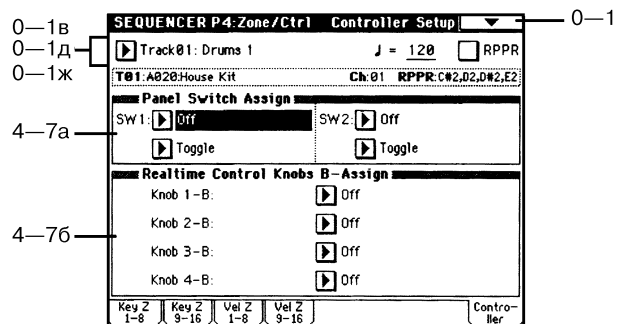 SEQUENCER P4:Zone/Ctrl Controller Setup
0—1
0—1в
0—1д
Track01: Drums 1 ♩ = 120 RPPR
0—1ж
T01:A020:House Kit Ch:01 RPPR:C#2,D2,D#2,E2
Panel Switch Assign
4—7а
SW1: Off SW2: Off
Toggle Toggle
Realtime Control Knobs B-Assign
4—7б
Knob 1-B: Off
Knob 2-B: Off
Knob 3-B: Off
Knob 4-B: Off
Key Z 1-8 Key Z 9-16 Vel Z 1-8 Vel Z 9-16 Contro-ller